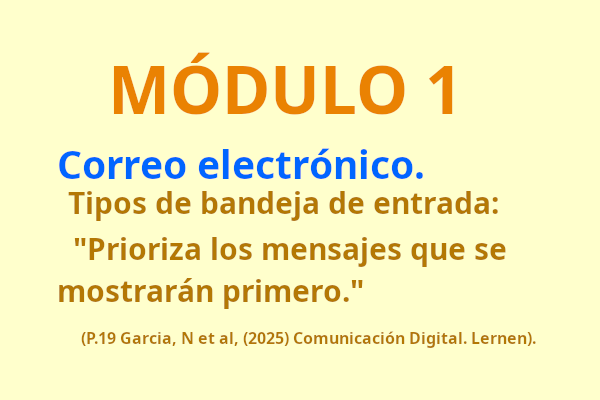 MÓDULO 1
Correo electrónico.
Tipos de bandeja de entrada:
"Prioriza los mensajes que se
mostrarán primero."
(P.19 Garcia, N et al, (2025) Comunicación Digital. Lernen).